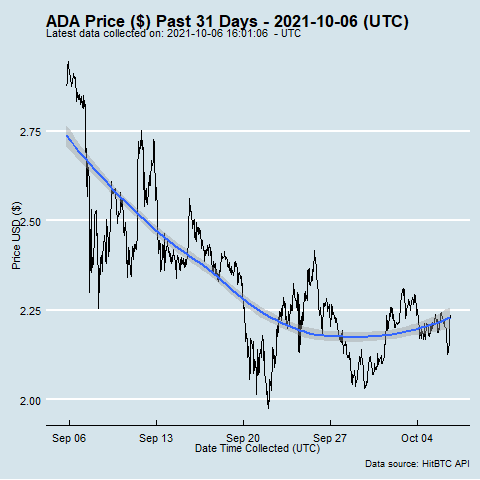 ADA Price ($) Past 31 Days - 2021-10-06 (UTC)
Latest data collected on: 2021-10-06 16:01:06  - UTC
2.75
2.50
2.25
2.00
Price USD ($)
Sep 06 Sep 13 Sep 20 Sep 27 Oct 04
Date Time Collected (UTC)
Data source: HitBTC API